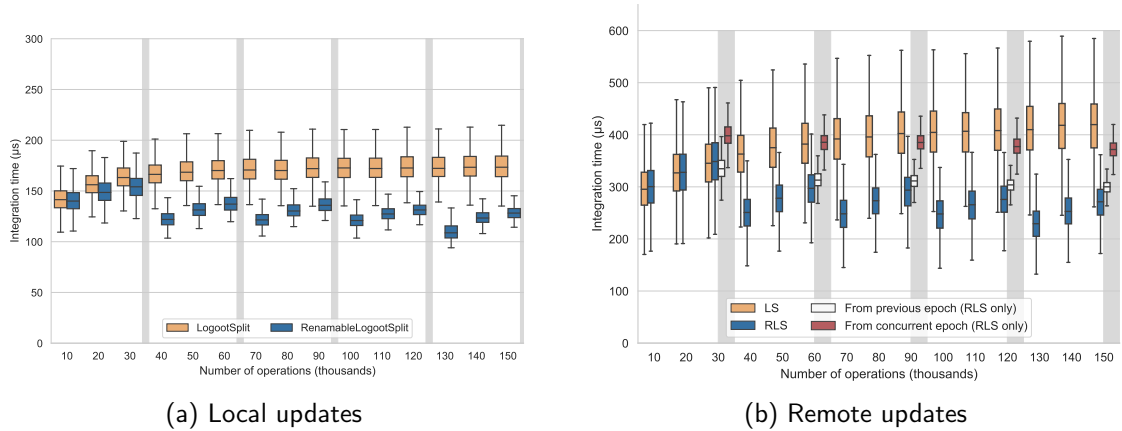 300
250
200
150
100
50
0
Integration time (µs)
LogootSplit
RenamableLogootSplit
10 20 30 40 50 60 70 80 90 100 110 120 130 140 150
Number of operations (thousands)
(a) Local updates
600
500
400
300
200
100
0
Integration time (µs)
LS
RLS
From previous epoch (RLS only)
From concurrent epoch (RLS only)
10 20 30 40 50 60 70 80 90 100 110 120 130 140 150
Number of operations (thousands)
(b) Remote updates